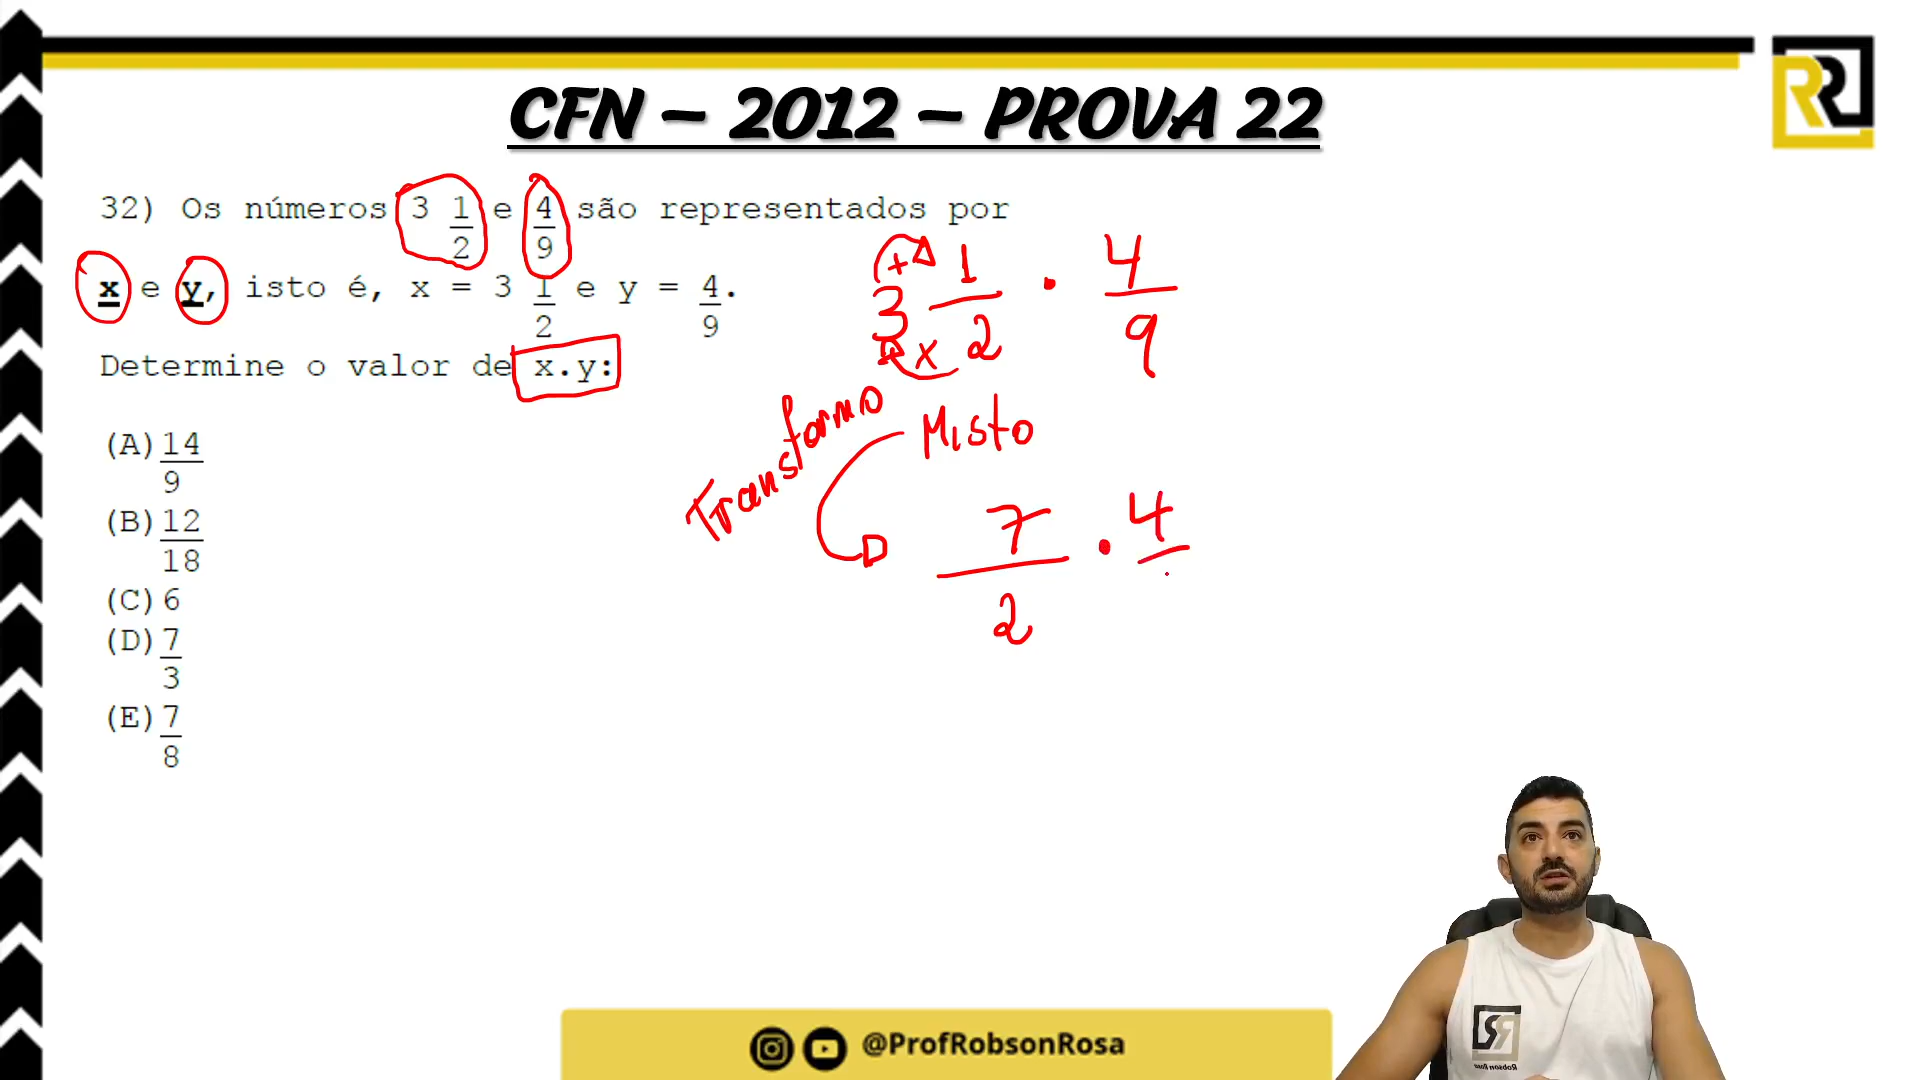 CFN – 2012 – PROVA 22
32) Os números 3 1/2 e 4/9 são representados por
x e y, isto é, x = 3 1/2 e y = 4/9.
Determine o valor de x.y:
(A) 14/9
(B) 12/18
(C) 6
(D) 7/3
(E) 7/8
+
3 1/2 · 4/9
x
Transformo
Misto
7/2 · 4
@ProfRobsonRosa